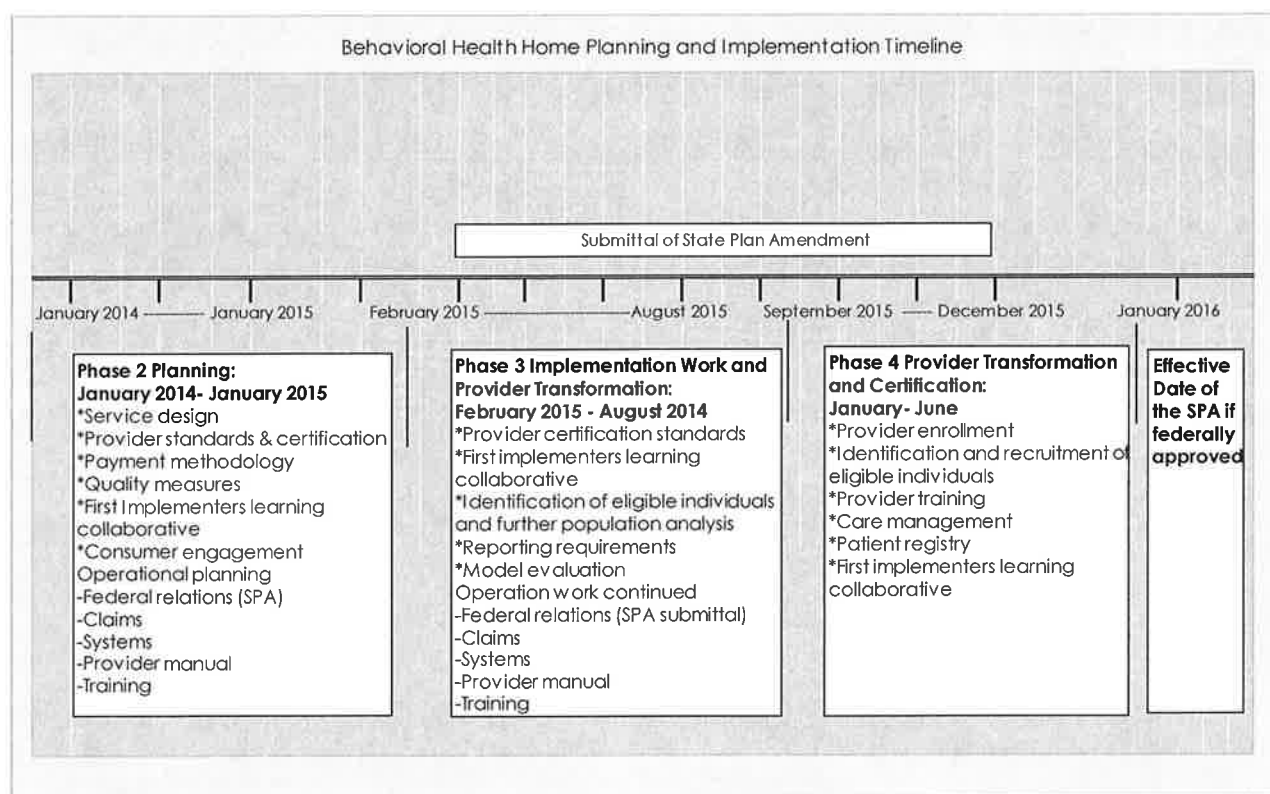 Behavioral Health Home Planning and Implementation Timeline
Submittal of State Plan Amendment
January 2014 ——— January 2015
February 2015 ——— August 2015
September 2015 —— December 2015
January 2016
Phase 2 Planning:
January 2014- January 2015
*Service design
*Provider standards & certification
*Payment methodology
*Quality measures
*First Implementers learning
collaborative
*Consumer engagement
Operational planning
-Federal relations (SPA)
-Claims
-Systems
-Provider manual
-Training
Phase 3 Implementation Work and
Provider Transformation:
February 2015 - August 2014
*Provider certification standards
*First implementers learning
collaborative
*Identification of eligible individuals
and further population analysis
*Reporting requirements
*Model evaluation
Operation work continued
-Federal relations (SPA submittal)
-Claims
-Systems
-Provider manual
-Training
Phase 4 Provider Transformation
and Certification:
January- June
*Provider enrollment
*Identification and recruitment of
eligible individuals
*Provider training
*Care management
*Patient registry
*First implementers learning
collaborative
Effective
Date of
the SPA if
federally
approved